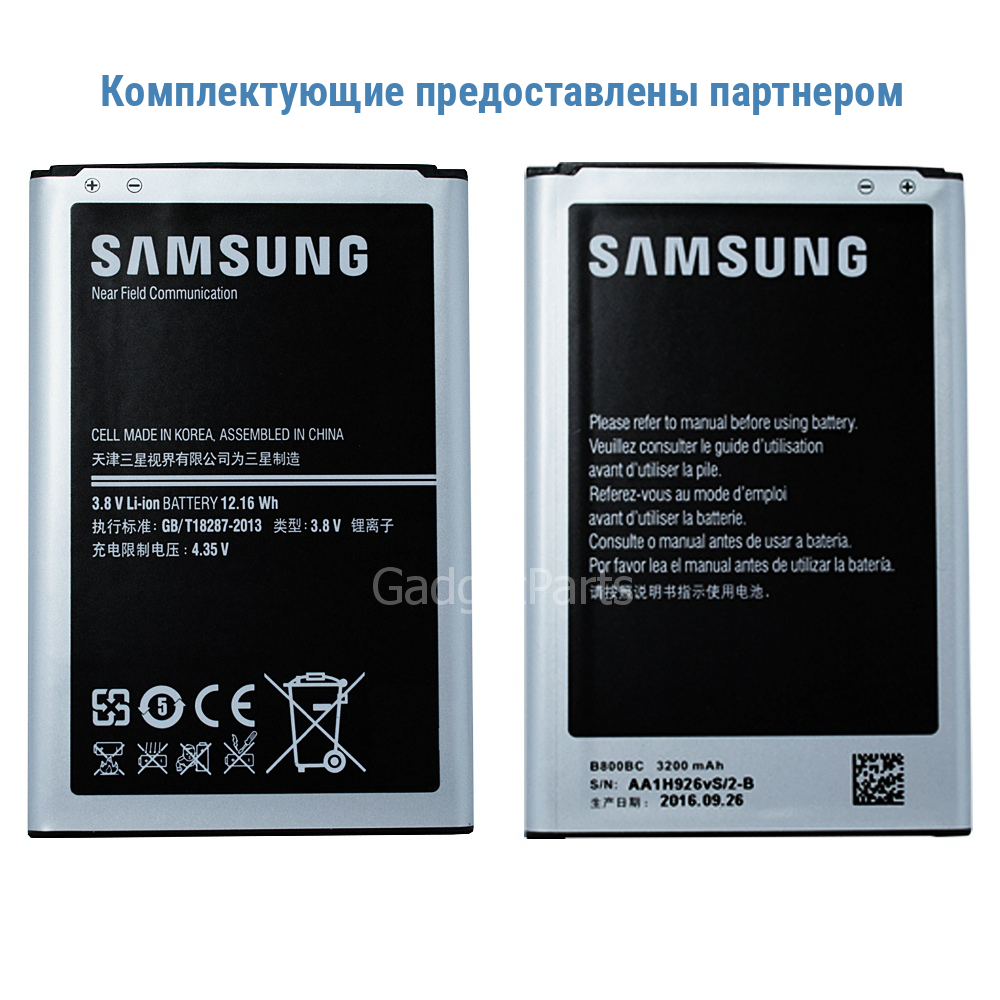 Комплектующие предоставлены партнером
SAMSUNG
Near Field Communication
CELL MADE IN KOREA, ASSEMBLED IN CHINA
天津三星视界有限公司为三星制造
3.8 V Li-ion BATTERY 12.16 Wh
执行标准: GB/T18287-2013 类型: 3.8 V 锂离子
充电限制电压: 4.35 V
5
CE
SAMSUNG
Please refer to manual before using battery.
Veuillez consulter le guide d'utilisation
avant d'utiliser la pile.
Referez-vous au mode d'emploi
avant d'utiliser la batterie.
Consulte o manual antes de usar a bateria.
Por favor lea el manual antes de utilizar la batería.
请按照说明书指示使用电池.
B800BC 3200 mAh
S/N: AA1H926vS/2-B
生产日期: 2016.09.26
GadgetParts